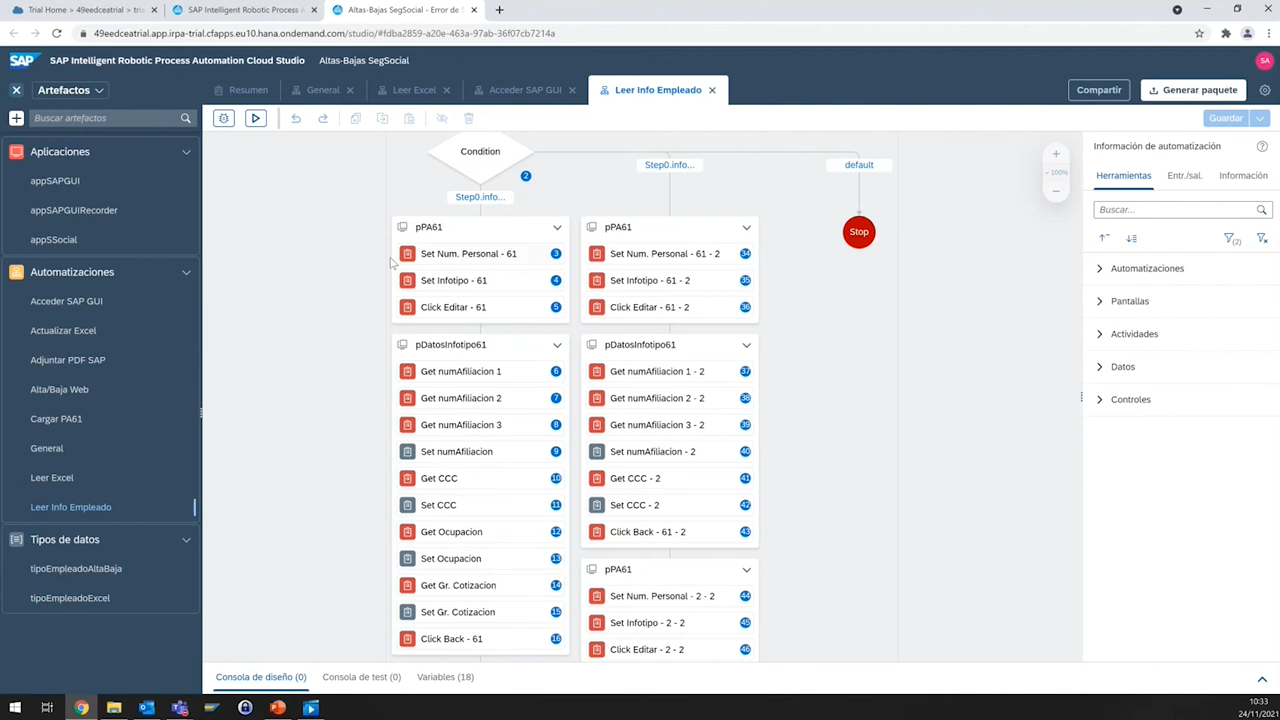 Trial Home > 49eedceatrial > tri
SAP Intelligent Robotic Process A
Altas-Bajas SegSocial - Error de S
49eedceatrial.app.irpa-trial.cfapps.eu10.hana.ondemand.com/studio/#fdba2859-a20e-463a-97ab-36f07cb7214a
SAP
SAP Intelligent Robotic Process Automation Cloud Studio
Altas-Bajas SegSocial
SA
Artefactos
Resumen
General
Leer Excel
Acceder SAP GUI
Leer Info Empleado
Compartir
Generar paquete
Buscar artefactos
Guardar
Aplicaciones
appSAPGUI
appSAPGUIRecorder
appSSocial
Automatizaciones
Acceder SAP GUI
Actualizar Excel
Adjuntar PDF SAP
Alta/Baja Web
Cargar PA61
General
Leer Excel
Leer Info Empleado
Tipos de datos
tipoEmpleadoAltaBaja
tipoEmpleadoExcel
Condition
2
Step0.info...
Step0.info...
default
Stop
pPA61
Set Num. Personal - 61 3
Set Infotipo - 61 4
Click Editar - 61 5
pDatosInfotipo61
Get numAfiliacion 1 6
Get numAfiliacion 2 7
Get numAfiliacion 3 8
Set numAfiliacion 9
Get CCC 10
Set CCC 11
Get Ocupacion 12
Set Ocupacion 13
Get Gr. Cotizacion 14
Set Gr. Cotizacion 15
Click Back - 61 16
pPA61
Set Num. Personal - 61 - 2 34
Set Infotipo - 61 - 2 35
Click Editar - 61 - 2 36
pDatosInfotipo61
Get numAfiliacion 1 - 2 37
Get numAfiliacion 2 - 2 38
Get numAfiliacion 3 - 2 39
Set numAfiliacion - 2 40
Get CCC - 2 41
Set CCC - 2 42
Click Back - 61 - 2 43
pPA61
Set Num. Personal - 2 - 2 44
Set Infotipo - 2 - 2 45
Click Editar - 2 - 2 46
100%
Información de automatización
Herramientas
Entr./sal.
Información
Buscar...
(2)
Automatizaciones
Pantallas
Actividades
Datos
Controles
Consola de diseño (0)
Consola de test (0)
Variables (18)
10:33
24/11/2021